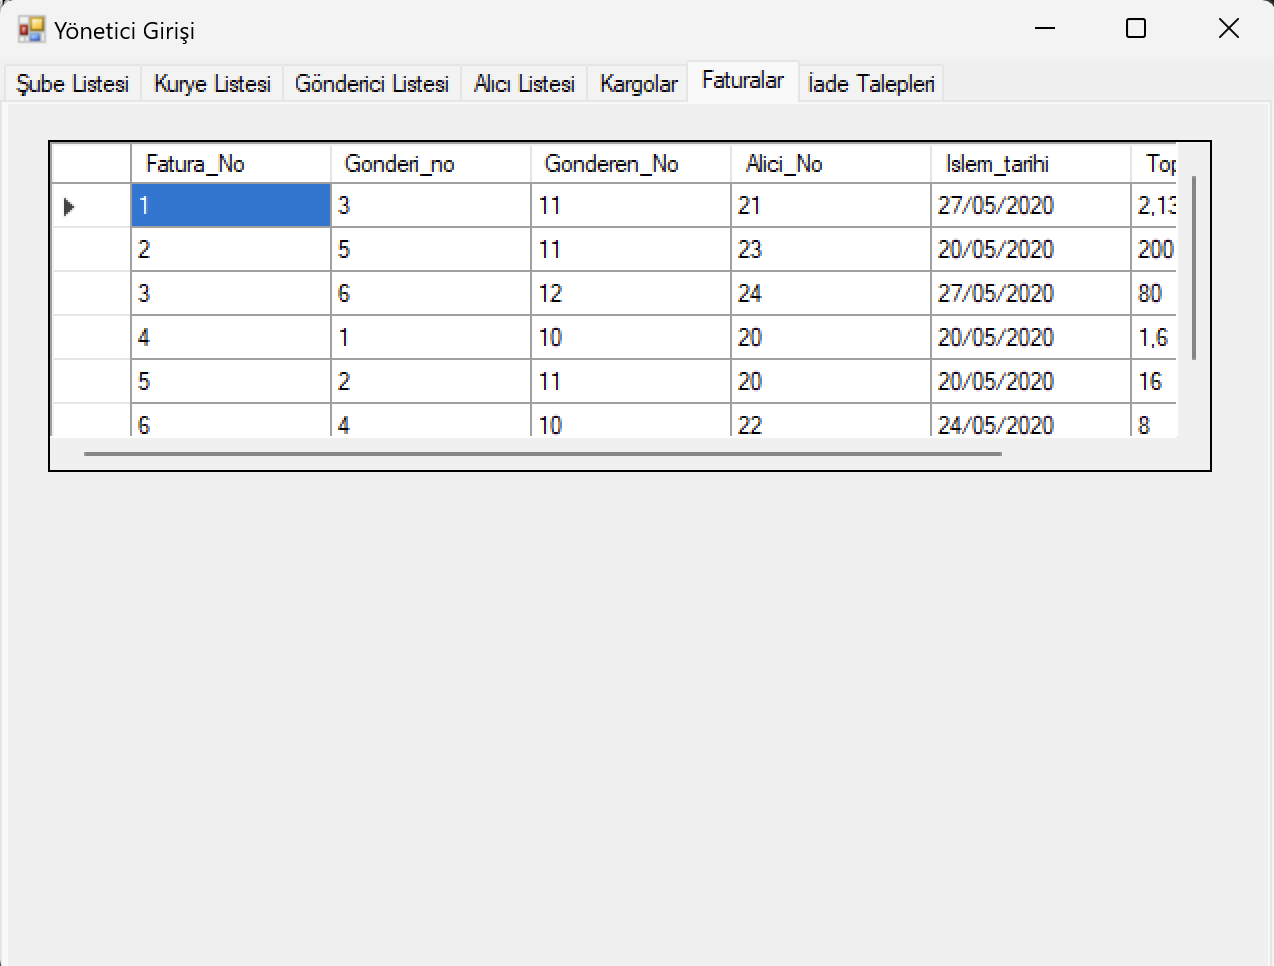 Yönetici Girişi
Şube Listesi Kurye Listesi Gönderici Listesi Alıcı Listesi Kargolar Faturalar İade Talepleri
Fatura_No Gonderi_no Gonderen_No Alici_No Islem_tarihi Top
1 3 11 21 27/05/2020 2,13
2 5 11 23 20/05/2020 200
3 6 12 24 27/05/2020 80
4 1 10 20 20/05/2020 1,6
5 2 11 20 20/05/2020 16
6 4 10 22 24/05/2020 8